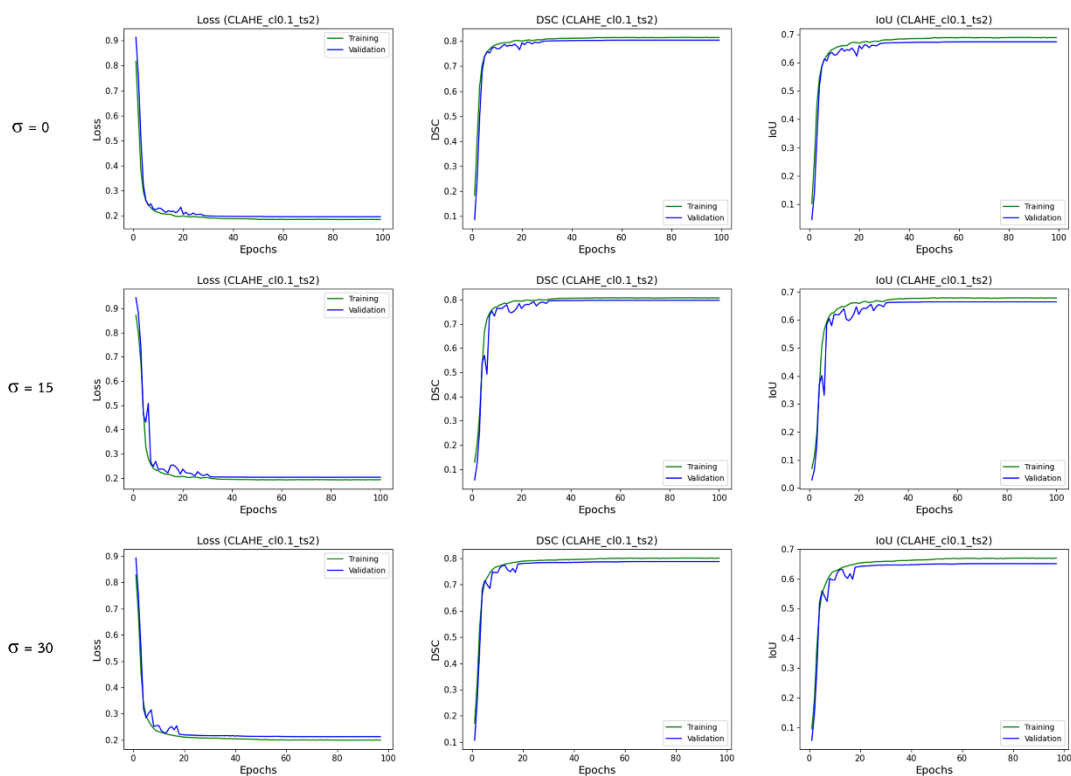 Loss (CLAHE_cl0.1_ts2)
DSC (CLAHE_cl0.1_ts2)
IoU (CLAHE_cl0.1_ts2)
σ = 0
Loss
0.9
0.8
0.7
0.6
0.5
0.4
0.3
0.2
Training
Validation
0 20 40 60 80 100
Epochs
DSC
0.8
0.7
0.6
0.5
0.4
0.3
0.2
0.1
Training
Validation
0 20 40 60 80 100
Epochs
IoU
0.7
0.6
0.5
0.4
0.3
0.2
0.1
Training
Validation
0 20 40 60 80 100
Epochs
Loss (CLAHE_cl0.1_ts2)
DSC (CLAHE_cl0.1_ts2)
IoU (CLAHE_cl0.1_ts2)
σ = 15
Loss
0.9
0.8
0.7
0.6
0.5
0.4
0.3
0.2
Training
Validation
0 20 40 60 80 100
Epochs
DSC
0.8
0.7
0.6
0.5
0.4
0.3
0.2
0.1
Training
Validation
0 20 40 60 80 100
Epochs
IoU
0.7
0.6
0.5
0.4
0.3
0.2
0.1
0.0
Training
Validation
0 20 40 60 80 100
Epochs
Loss (CLAHE_cl0.1_ts2)
DSC (CLAHE_cl0.1_ts2)
IoU (CLAHE_cl0.1_ts2)
σ = 30
Loss
0.9
0.8
0.7
0.6
0.5
0.4
0.3
0.2
Training
Validation
0 20 40 60 80 100
Epochs
DSC
0.8
0.7
0.6
0.5
0.4
0.3
0.2
0.1
Training
Validation
0 20 40 60 80 100
Epochs
IoU
0.7
0.6
0.5
0.4
0.3
0.2
0.1
Training
Validation
0 20 40 60 80 100
Epochs